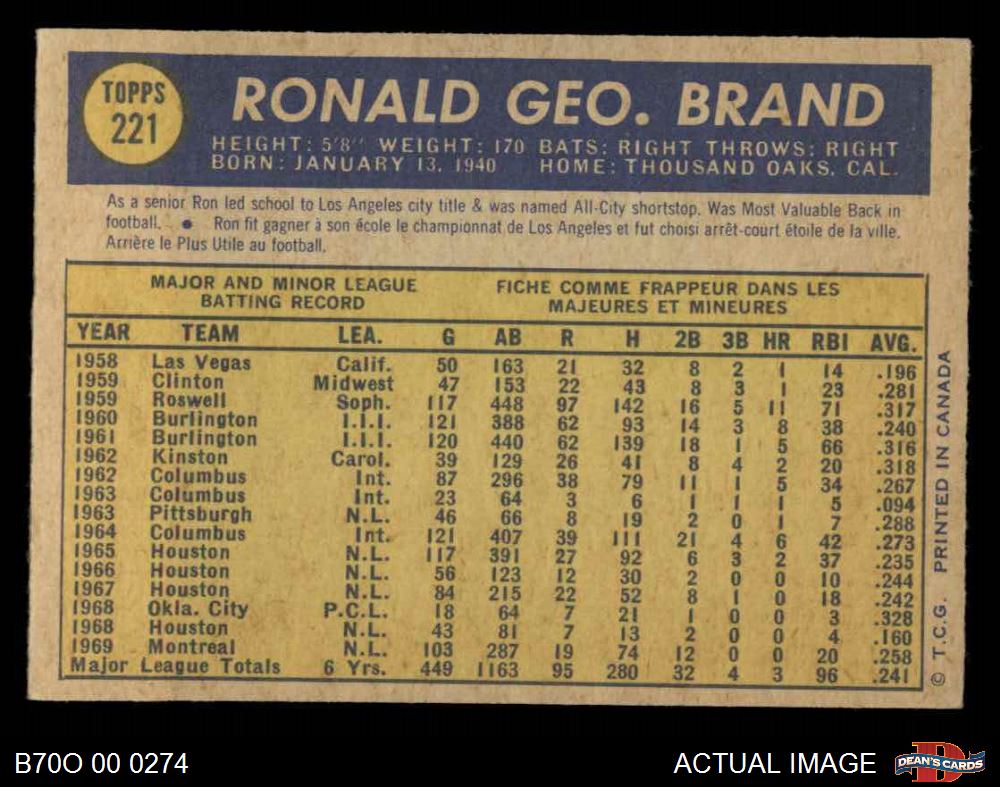 TOPPS
221
RONALD GEO. BRAND
HEIGHT: 5'8" WEIGHT: 170 BATS: RIGHT THROWS: RIGHT
BORN: JANUARY 13, 1940 HOME: THOUSAND OAKS, CAL.
As a senior Ron led school to Los Angeles city title & was named All-City shortstop. Was Most Valuable Back in
football. ● Ron fit gagner à son école le championnat de Los Angeles et fut choisi arrêt-court étoile de la ville.
Arrière le Plus Utile au football.
MAJOR AND MINOR LEAGUE
BATTING RECORD
FICHE COMME FRAPPEUR DANS LES
MAJEURES ET MINEURES
YEAR TEAM LEA. G AB R H 2B 3B HR RBI AVG.
1958 Las Vegas Calif. 50 163 21 32 8 2 1 14 .196
1959 Clinton Midwest 47 153 22 43 8 3 1 23 .281
1959 Roswell Soph. 117 448 97 142 16 5 11 71 .317
1960 Burlington I.I.I. 121 388 62 93 14 3 8 38 .240
1961 Burlington I.I.I. 120 440 62 139 18 1 5 66 .316
1962 Kinston Carol. 39 129 26 41 8 4 2 20 .318
1962 Columbus Int. 87 296 38 79 11 1 5 34 .267
1963 Columbus Int. 23 64 3 6 1 1 1 5 .094
1963 Pittsburgh N.L. 46 66 8 19 2 0 1 7 .288
1964 Columbus Int. 121 407 39 111 21 4 6 42 .273
1965 Houston N.L. 117 391 27 92 6 3 2 37 .235
1966 Houston N.L. 56 123 12 30 2 0 0 10 .244
1967 Houston N.L. 84 215 22 52 8 1 0 18 .242
1968 Okla. City P.C.L. 18 64 7 21 1 0 0 3 .328
1968 Houston N.L. 43 81 7 13 2 0 0 4 .160
1969 Montreal N.L. 103 287 19 74 12 0 0 20 .258
Major League Totals 6 Yrs. 449 1163 95 280 32 4 3 96 .241
© T.C.G. PRINTED IN CANADA
B70O 00 0274
ACTUAL IMAGE
DEAN'S CARDS